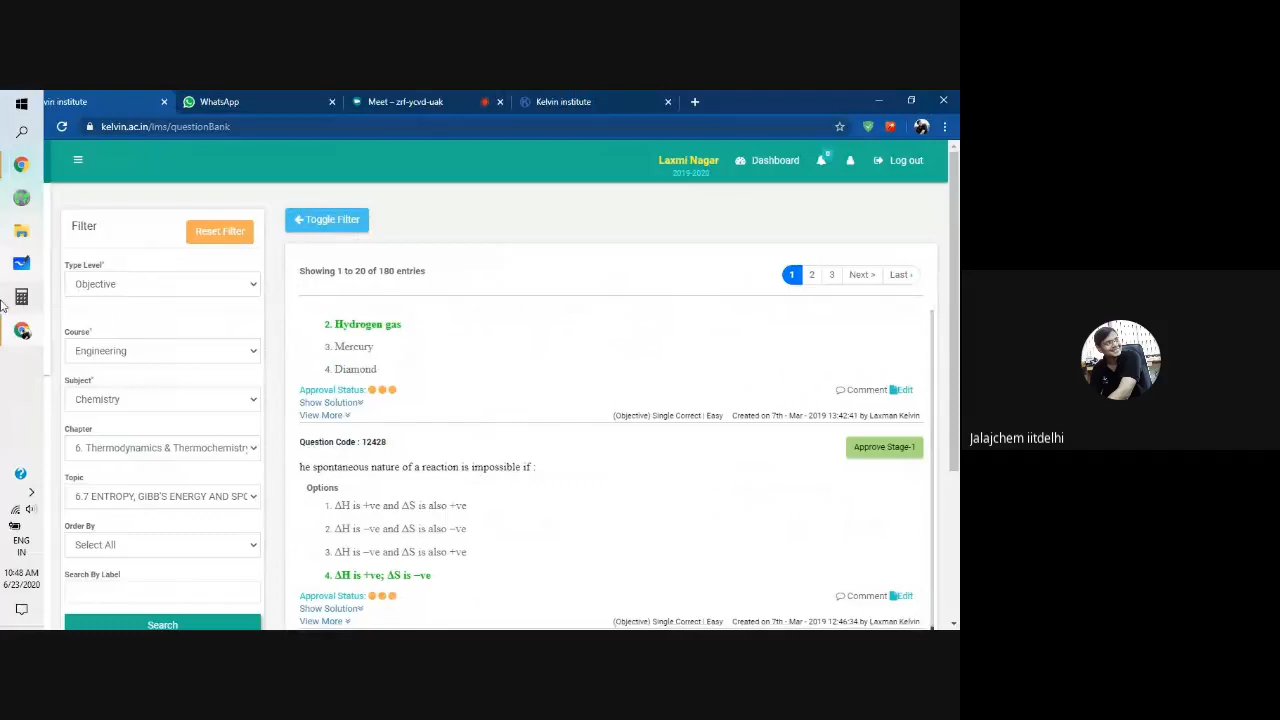 vin institute
WhatsApp
Meet – zrf-ycvd-uak
Kelvin institute
kelvin.ac.in/lms/questionBank
Laxmi Nagar
2019-2020
Dashboard
Log out
Filter
Reset Filter
Type Level*
Objective
Course*
Engineering
Subject*
Chemistry
Chapter
6. Thermodynamics & Thermochemistry
Topic
6.7 ENTROPY, GIBB'S ENERGY AND SPC
Order By
Select All
Search By Label
Search
Toggle Filter
Showing 1 to 20 of 180 entries
1 2 3 Next > Last ›
2. Hydrogen gas
3. Mercury
4. Diamond
Approval Status:
Comment Edit
Show Solution
View More
(Objective) Single Correct | Easy Created on 7th - Mar - 2019 13:42:41 by Laxman Kelvin
Question Code : 12428
Approve Stage-1
he spontaneous nature of a reaction is impossible if :
Options
1. ΔH is +ve and ΔS is also +ve
2. ΔH is –ve and ΔS is also –ve
3. ΔH is –ve and ΔS is also +ve
4. ΔH is +ve; ΔS is –ve
Approval Status:
Comment Edit
Show Solution
View More
(Objective) Single Correct | Easy Created on 7th - Mar - 2019 12:46:34 by Laxman Kelvin
ENG
IN
10:48 AM
6/23/2020
Jalajchem iitdelhi